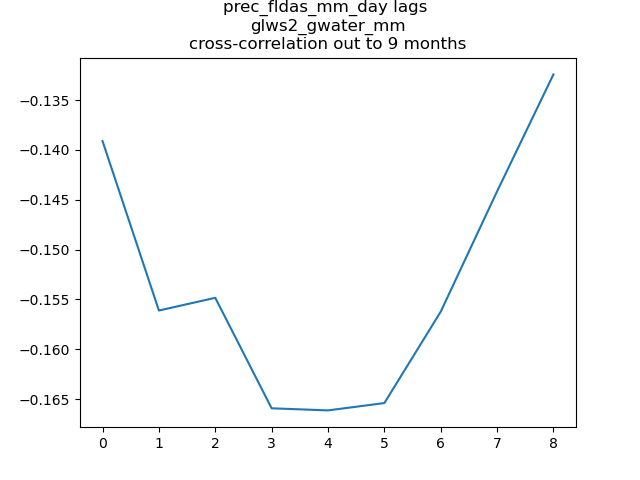 prec_fldas_mm_day lags
glws2_gwater_mm
cross-correlation out to 9 months
−0.135
−0.140
−0.145
−0.150
−0.155
−0.160
−0.165
0 1 2 3 4 5 6 7 8